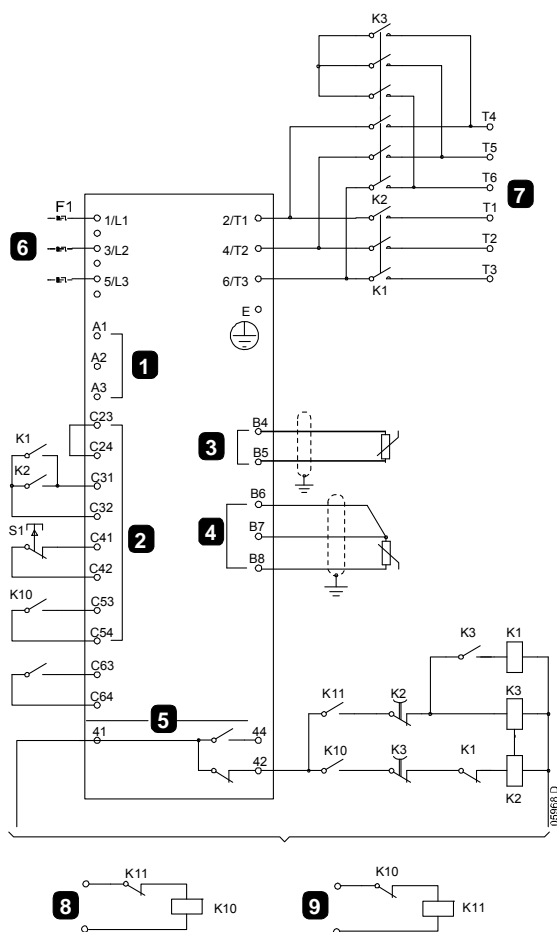 K3
T4
T5
T6
7
F1
1/L1
2/T1
K2
T1
6
3/L2
4/T2
T2
5/L3
6/T3
T3
K1
E
A1
A2
1
A3
C23
B4
K1
C24
3
B5
K2
C31
C32
B6
S1
C41
2
4
B7
C42
B8
K10
C53
C54
K3
K1
C63
C64
K11
K2
K3
5
41
44
42
K10
K3
K1
K2
05966.D
8
K11
K10
9
K10
K11